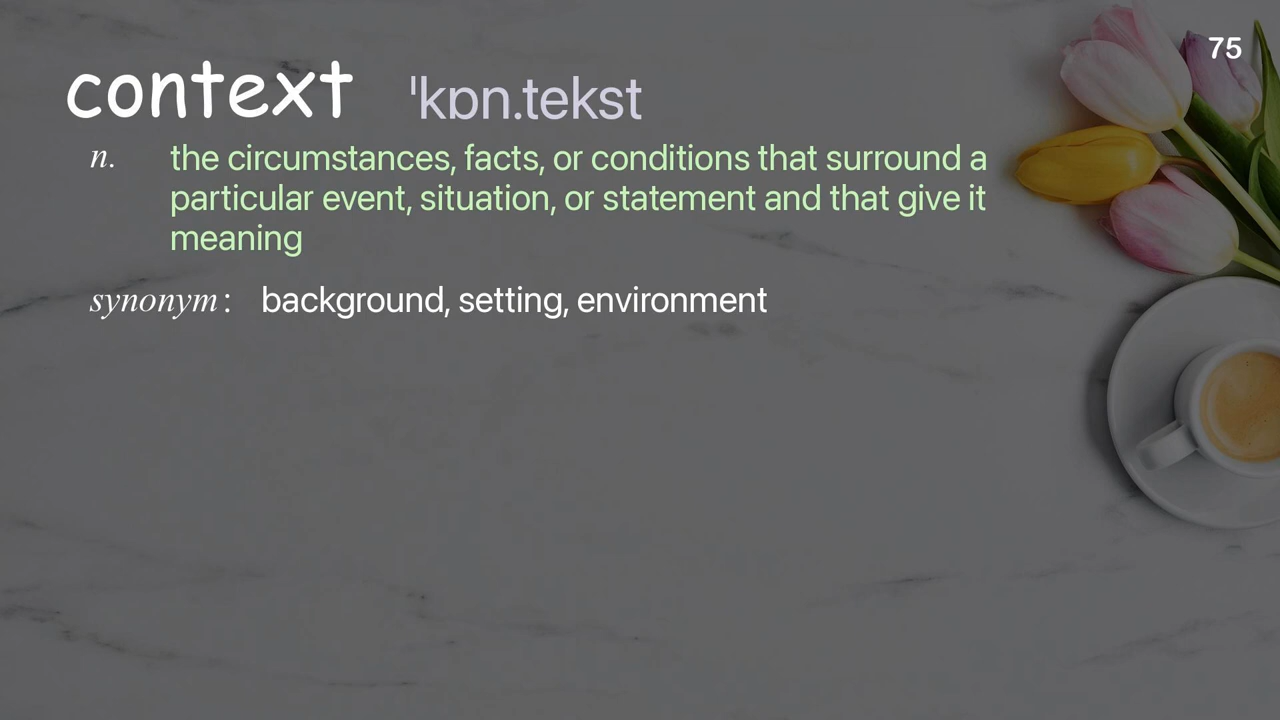 75
context ˈkɒn.tekst
n. the circumstances, facts, or conditions that surround a
particular event, situation, or statement and that give it
meaning
synonym: background, setting, environment